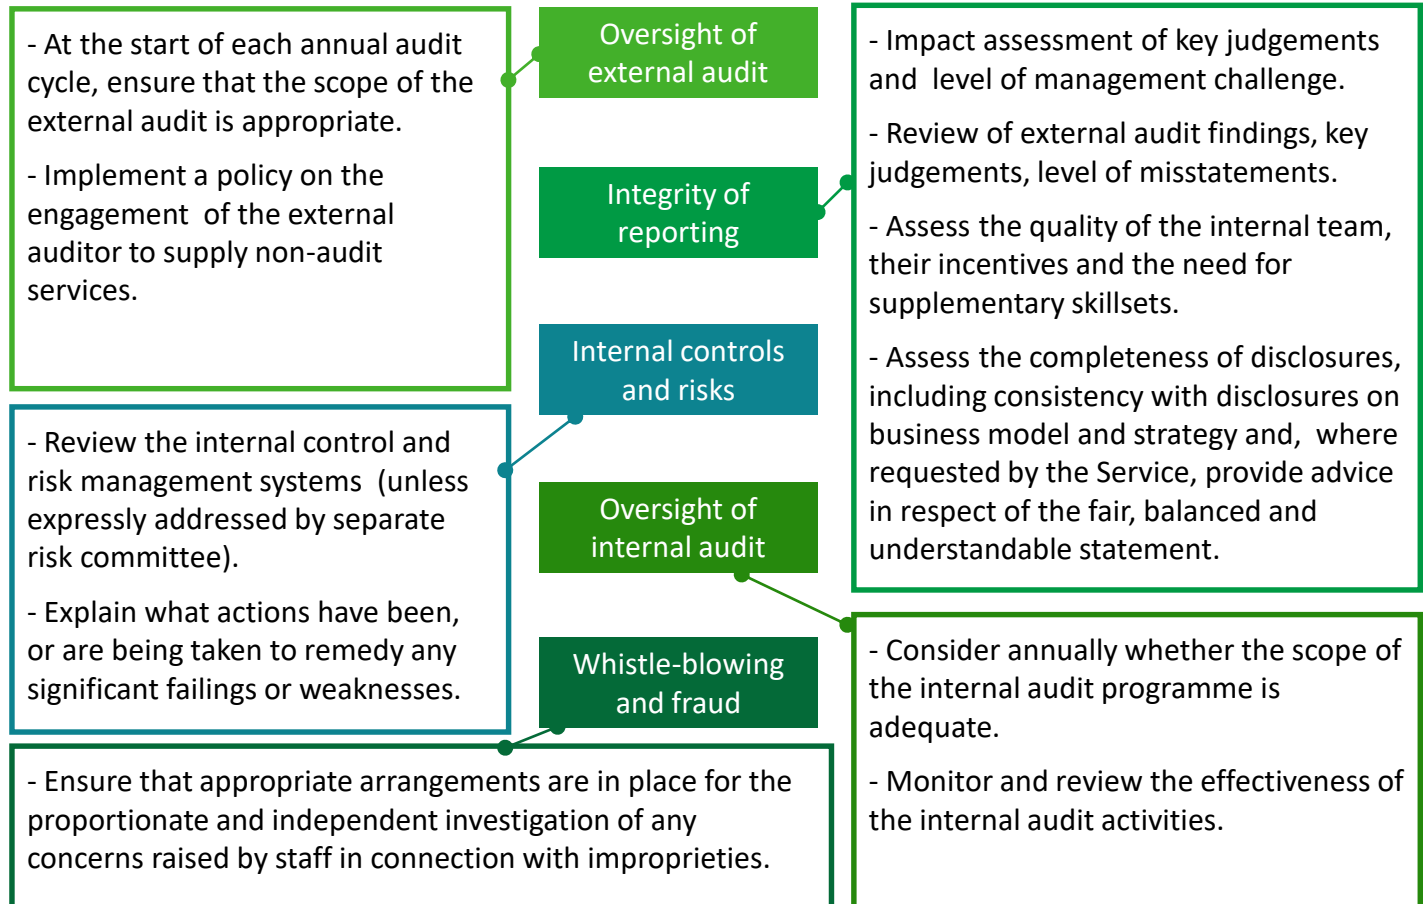 - At the start of each annual audit
cycle, ensure that the scope of the
external audit is appropriate.
- Implement a policy on the
engagement of the external
auditor to supply non-audit
services.
Oversight of
external audit
- Impact assessment of key judgements
and level of management challenge.
- Review of external audit findings, key
judgements, level of misstatements.
- Assess the quality of the internal team,
their incentives and the need for
supplementary skillsets.
- Assess the completeness of disclosures,
including consistency with disclosures on
business model and strategy and, where
requested by the Service, provide advice
in respect of the fair, balanced and
understandable statement.
Integrity of
reporting
Internal controls
and risks
- Review the internal control and
risk management systems (unless
expressly addressed by separate
risk committee).
- Explain what actions have been,
or are being taken to remedy any
significant failings or weaknesses.
Oversight of
internal audit
- Consider annually whether the scope of
the internal audit programme is
adequate.
- Monitor and review the effectiveness of
the internal audit activities.
Whistle-blowing
and fraud
- Ensure that appropriate arrangements are in place for the
proportionate and independent investigation of any
concerns raised by staff in connection with improprieties.